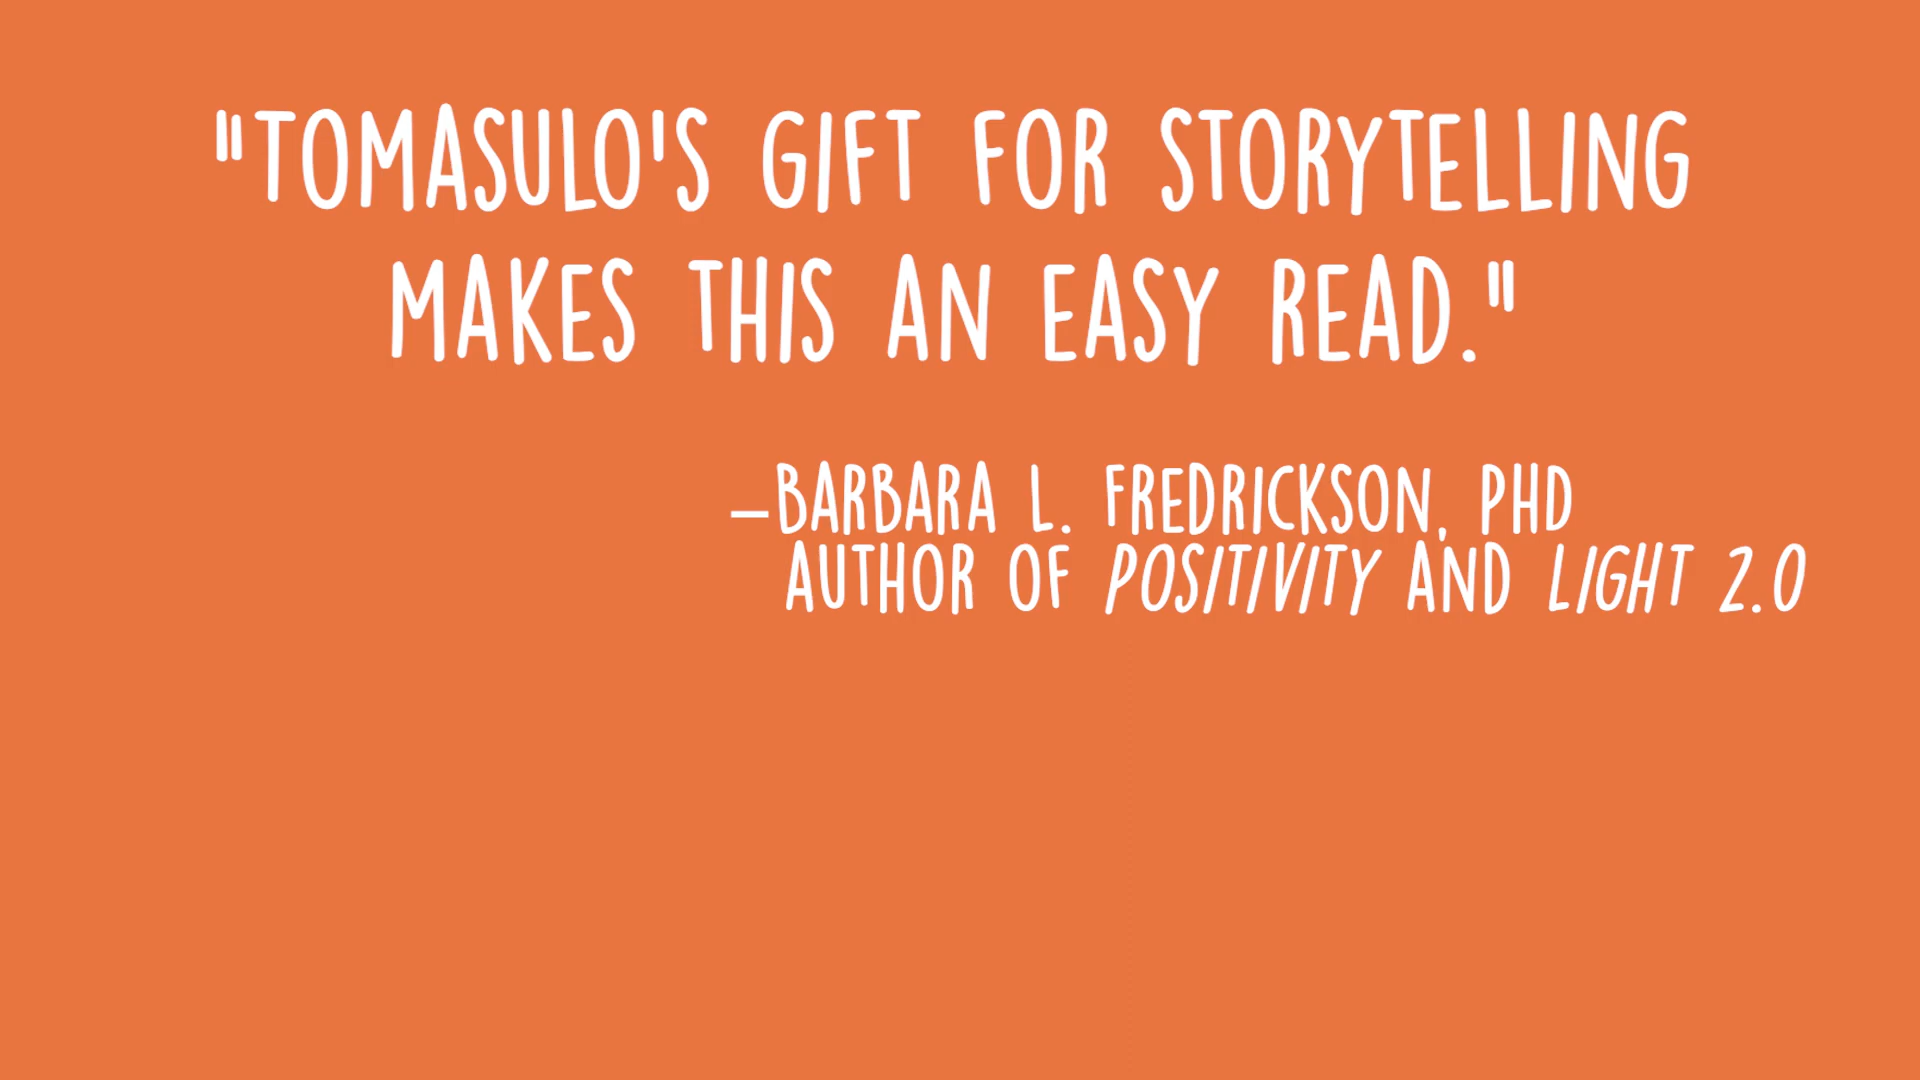 "TOMASULO'S GIFT FOR STORYTELLING
MAKES THIS AN EASY READ."
–BARBARA L. FREDRICKSON, PHD
AUTHOR OF POSITIVITY AND LIGHT 2.0